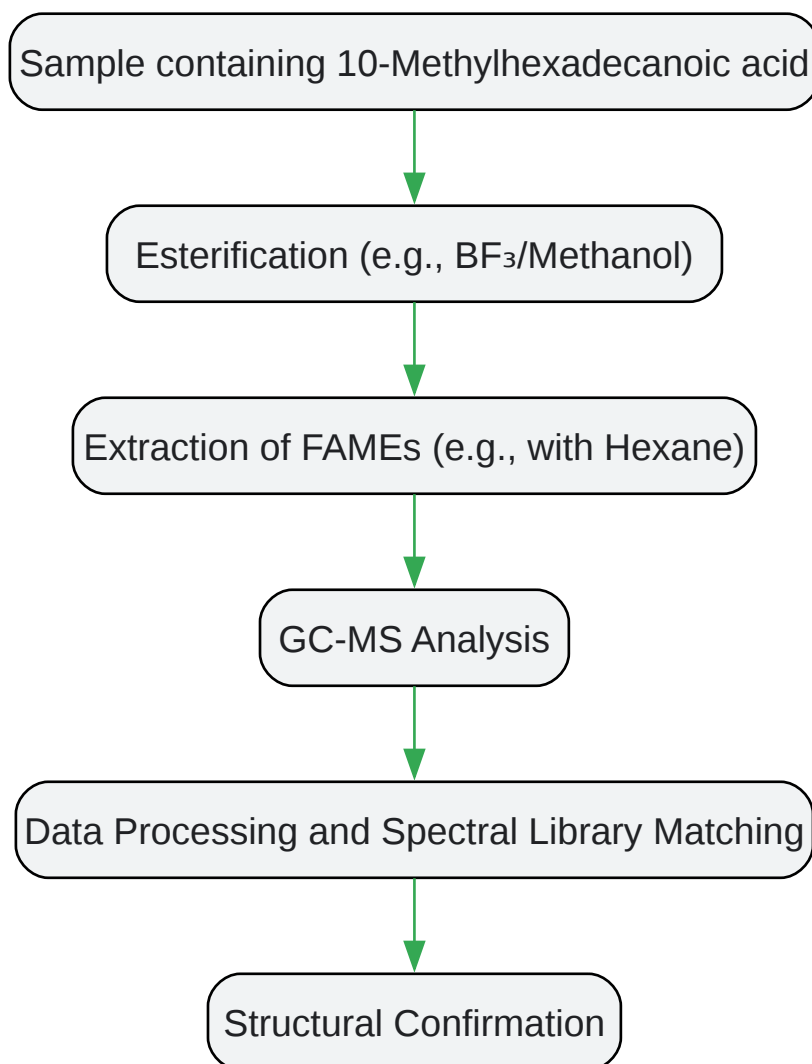 Sample containing 10-Methylhexadecanoic acid
Esterification (e.g., BF₃/Methanol)
Extraction of FAMEs (e.g., with Hexane)
GC-MS Analysis
Data Processing and Spectral Library Matching
Structural Confirmation